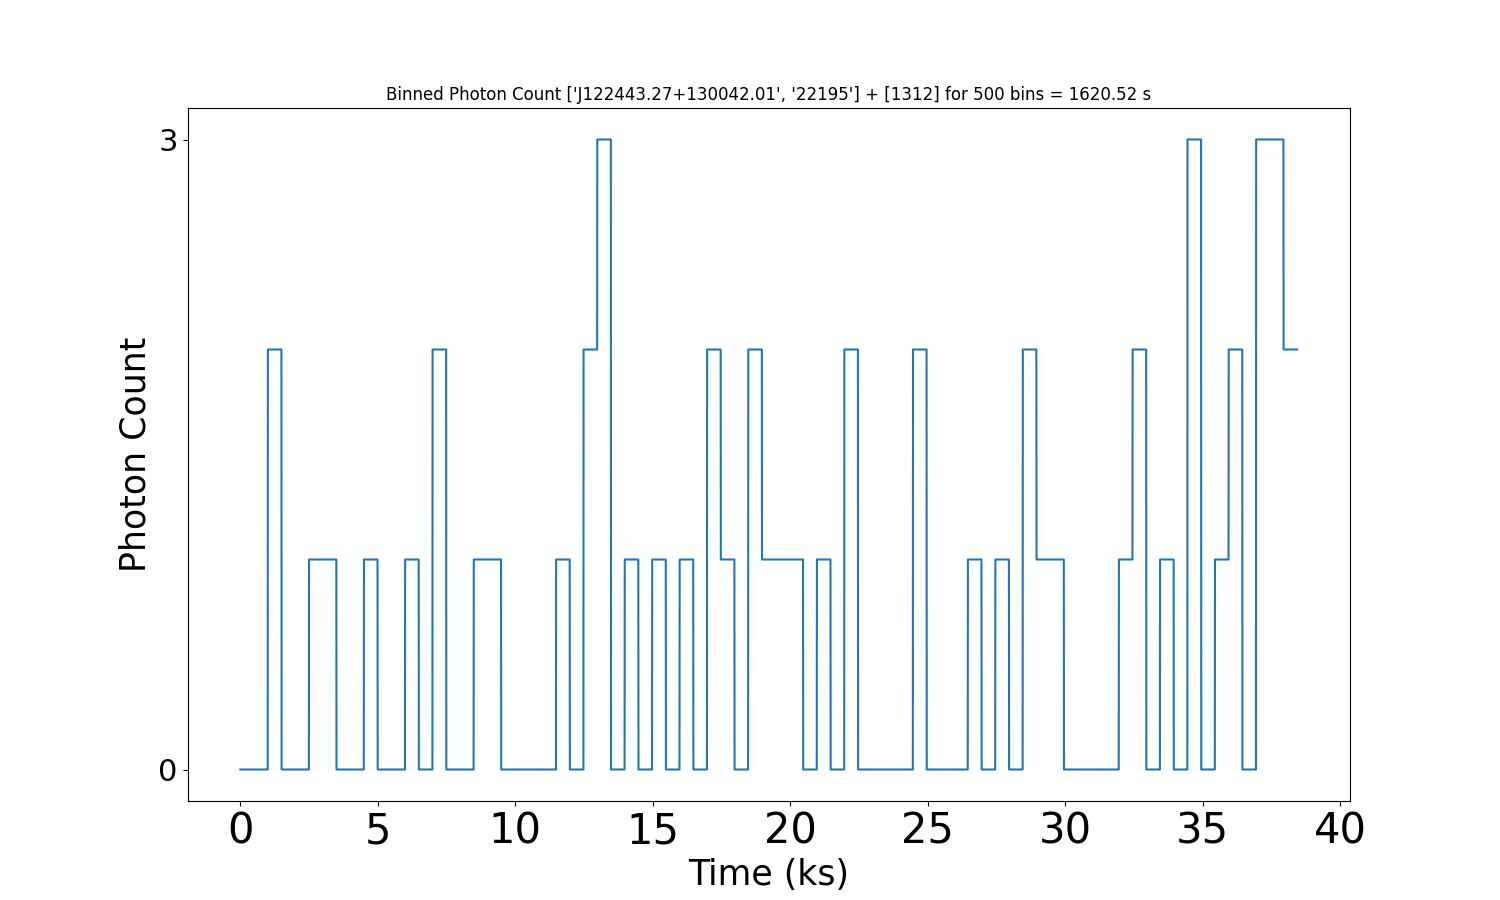 Binned Photon Count ['J122443.27+130042.01', '22195'] + [1312] for 500 bins = 1620.52 s
3
Photon Count
0
0 5 10 15 20 25 30 35 40
Time (ks)